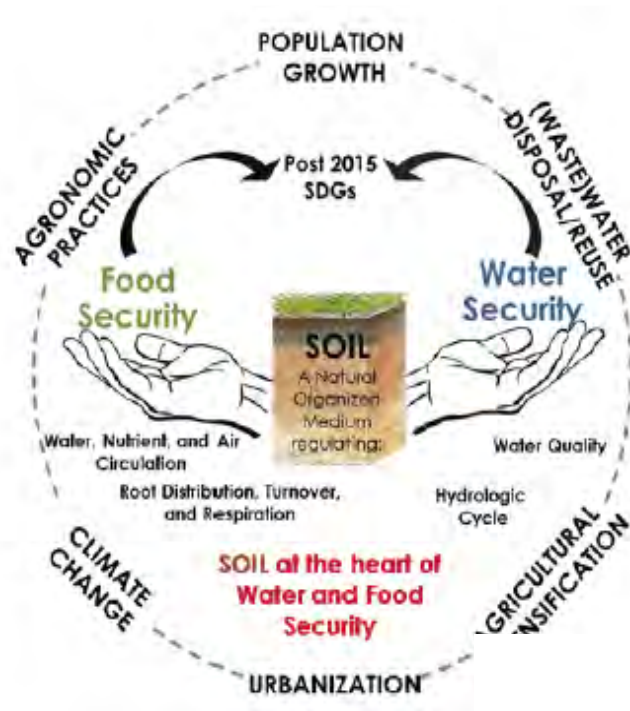 POPULATION
GROWTH
(WASTE)WATER
DISPOSAL/REUSE
AGRONOMIC
PRACTICES
Post 2015
SDGs
Food
Security
Water
Security
SOIL
A Natural
Organized
Medium
regulating:
Water, Nutrient, and Air
Circulation
Water Quality
Root Distribution, Turnover,
and Respiration
Hydrologic
Cycle
CLIMATE
CHANGE
SOIL at the heart of
Water and Food
Security
AGRICULTURAL
NSIFICATION
URBANIZATION